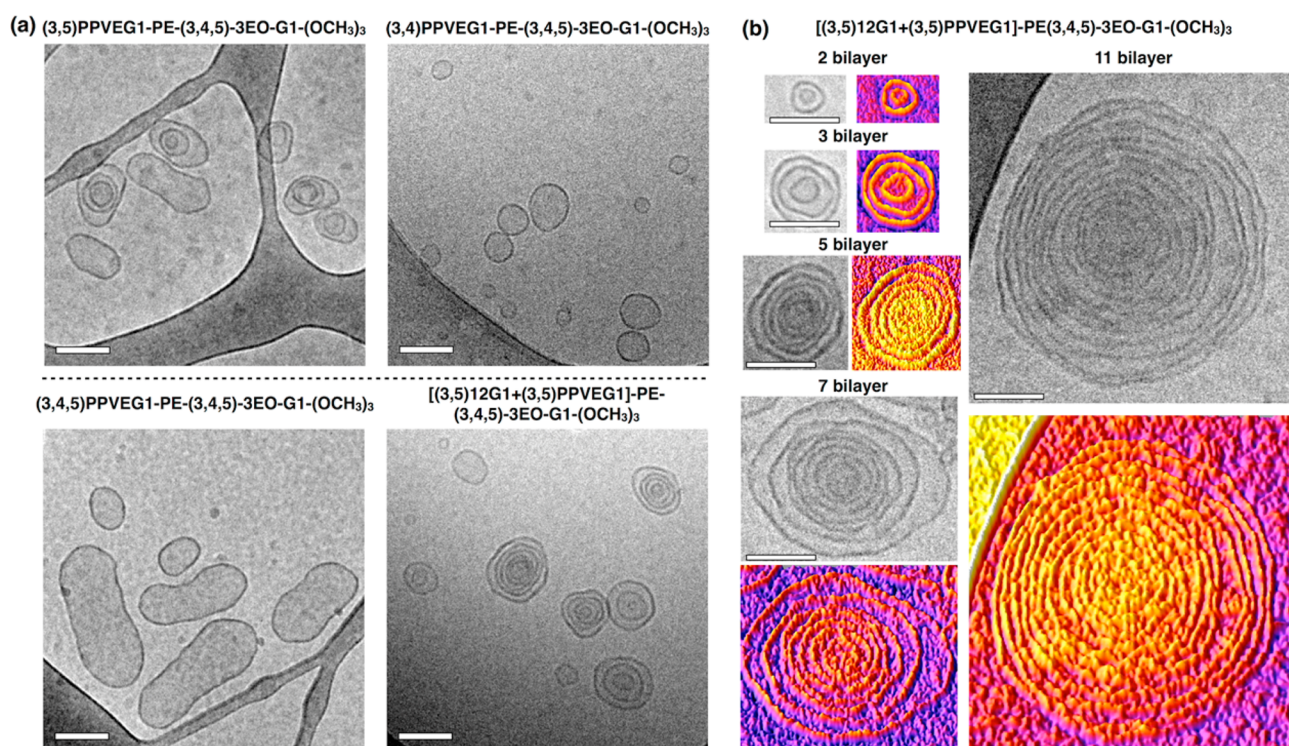 (a)
(3,5)PPVEG1-PE-(3,4,5)-3EO-G1-(OCH₃)₃
(3,4)PPVEG1-PE-(3,4,5)-3EO-G1-(OCH₃)₃
(3,4,5)PPVEG1-PE-(3,4,5)-3EO-G1-(OCH₃)₃
[(3,5)12G1+(3,5)PPVEG1]-PE-
(3,4,5)-3EO-G1-(OCH₃)₃
(b)
[(3,5)12G1+(3,5)PPVEG1]-PE(3,4,5)-3EO-G1-(OCH₃)₃
2 bilayer
3 bilayer
5 bilayer
7 bilayer
11 bilayer